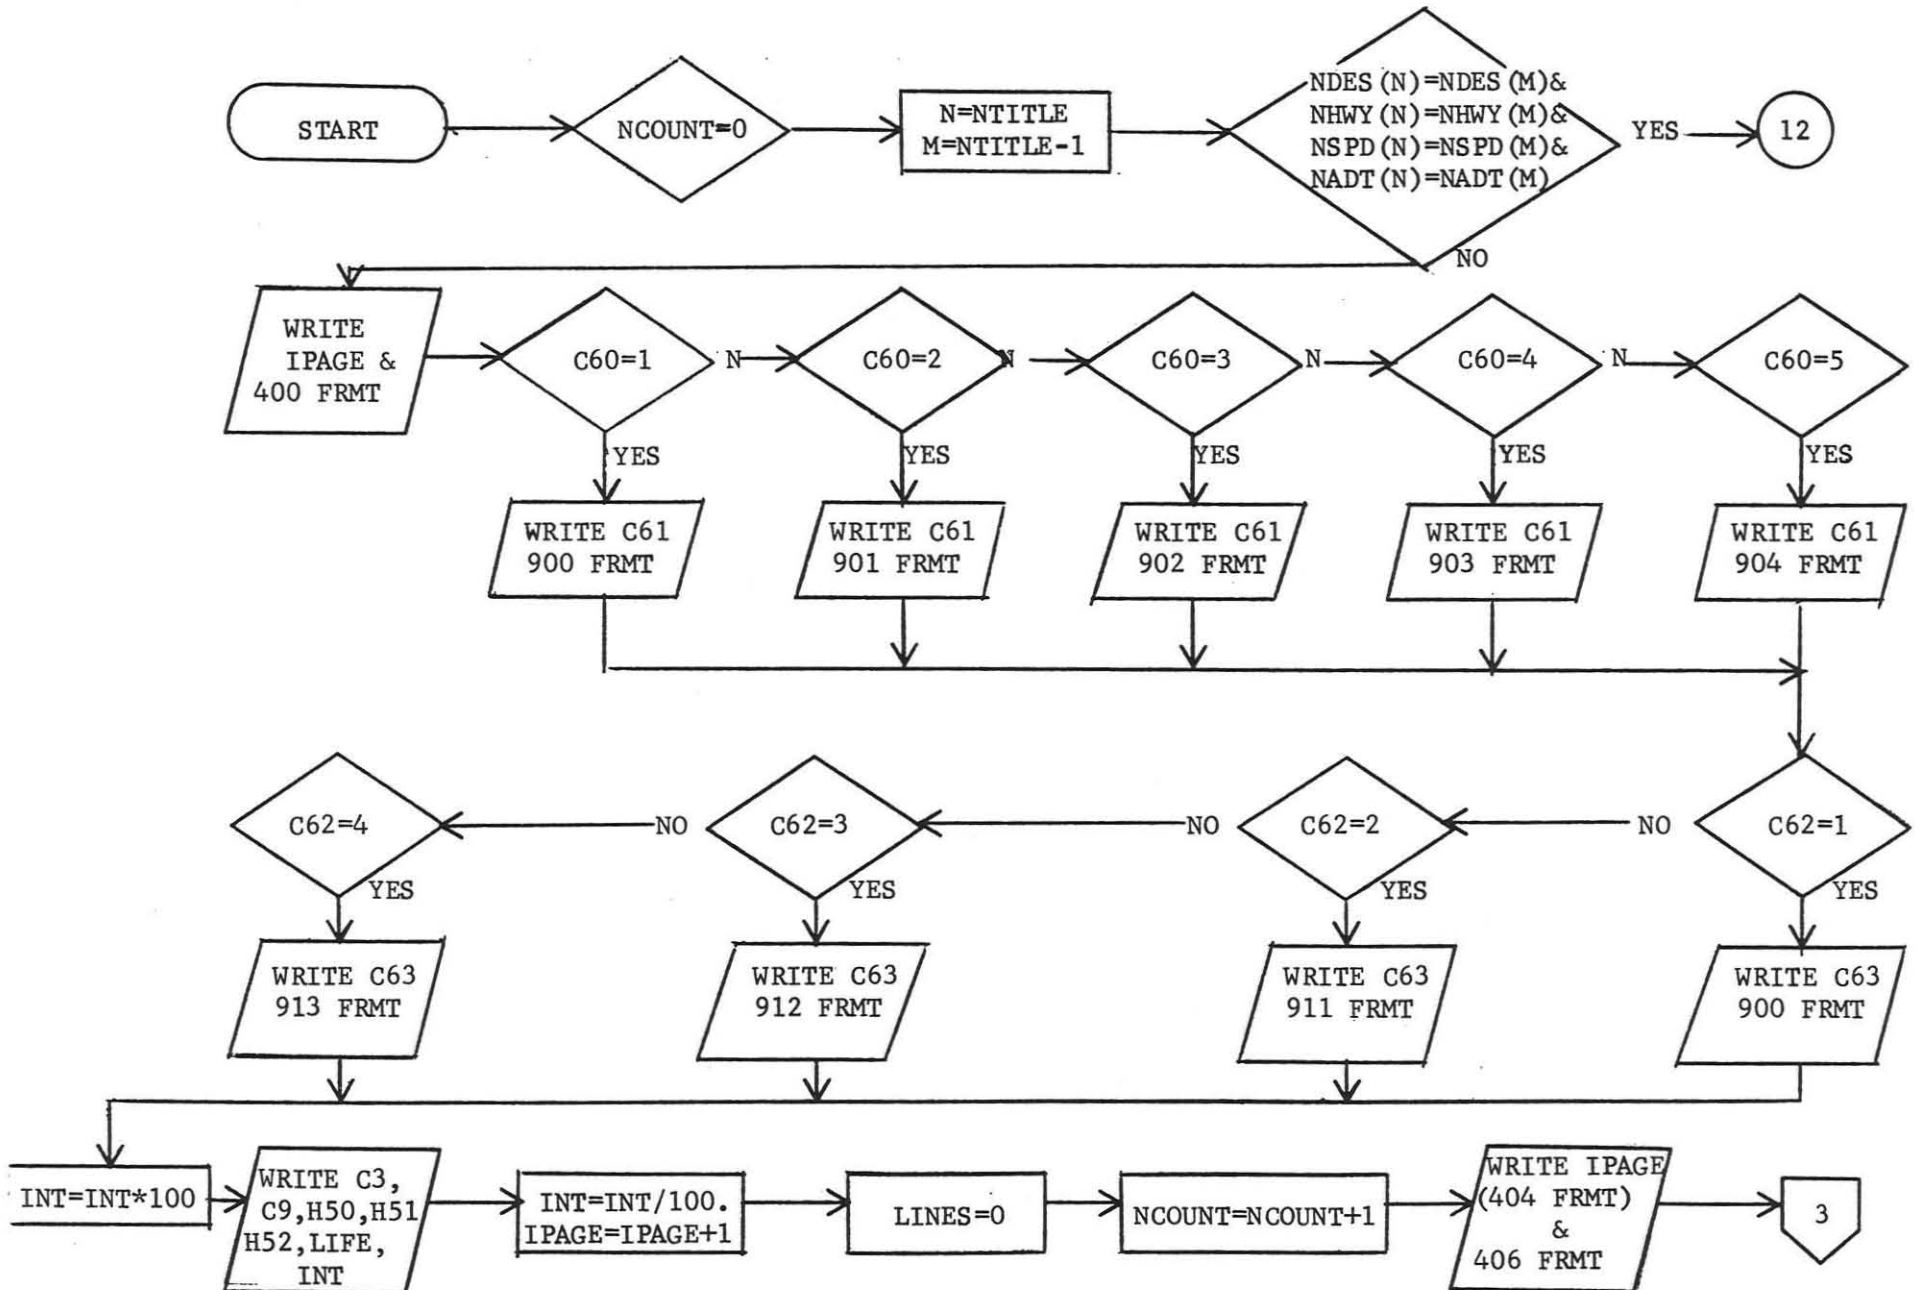 START
NCOUNT=0
N=NTITLE
M=NTITLE-1
NDES(N)=NDES(M)&
NHWY(N)=NHWY(M)&
NSPD(N)=NSPD(M)&
NADT(N)=NADT(M)
YES
12
NO
WRITE
IPAGE &
400 FRMT
C60=1
N
C60=2
N
C60=3
N
C60=4
N
C60=5
YES
YES
YES
YES
YES
WRITE C61
900 FRMT
WRITE C61
901 FRMT
WRITE C61
902 FRMT
WRITE C61
903 FRMT
WRITE C61
904 FRMT
C62=4
NO
C62=3
NO
C62=2
NO
C62=1
YES
YES
YES
YES
WRITE C63
913 FRMT
WRITE C63
912 FRMT
WRITE C63
911 FRMT
WRITE C63
900 FRMT
INT=INT*100
WRITE C3,
C9,H50,H51
H52,LIFE,
INT
INT=INT/100.
IPAGE=IPAGE+1
LINES=0
NCOUNT=NCOUNT+1
WRITE IPAGE
(404 FRMT)
&
406 FRMT
3